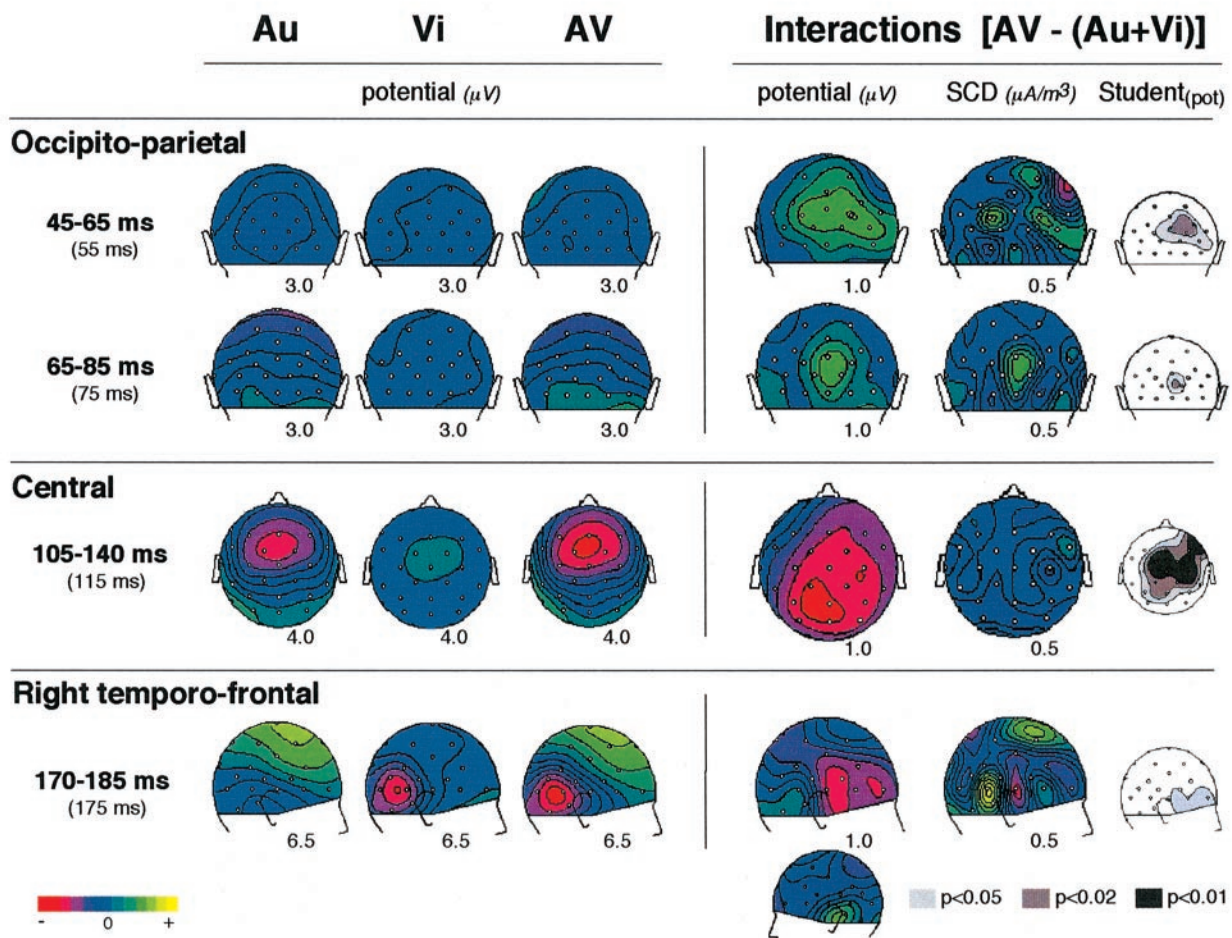 Au Vi AV Interactions [AV - (Au+Vi)]
potential (µV) potential (µV) SCD (µA/m³) Student(pot)
Occipito-parietal
45-65 ms
(55 ms)
3.0 3.0 3.0 1.0 0.5
65-85 ms
(75 ms)
3.0 3.0 3.0 1.0 0.5
Central
105-140 ms
(115 ms)
4.0 4.0 4.0 1.0 0.5
Right temporo-frontal
170-185 ms
(175 ms)
6.5 6.5 6.5 1.0 0.5
- 0 +
p<0.05 p<0.02 p<0.01